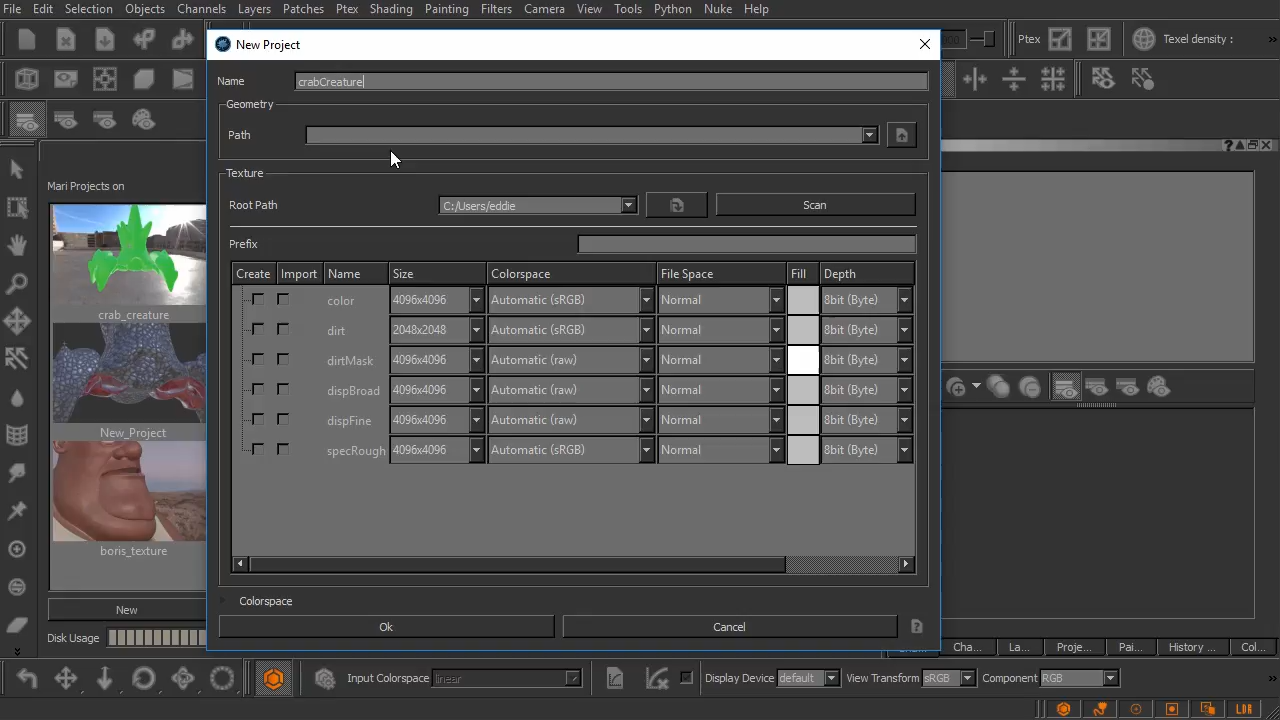 File Edit Selection Objects Channels Layers Patches Ptex Shading Painting Filters Camera View Tools Python Nuke Help
New Project
Ptex Texel density :
Name crabCreature
Geometry
Path
Mari Projects on
Texture
Root Path C:/Users/eddie Scan
Prefix
Create Import Name Size Colorspace File Space Fill Depth
color 4096x4096 Automatic (sRGB) Normal 8bit (Byte)
crab_creature
dirt 2048x2048 Automatic (sRGB) Normal 8bit (Byte)
dirtMask 4096x4096 Automatic (raw) Normal 8bit (Byte)
dispBroad 4096x4096 Automatic (raw) Normal 8bit (Byte)
dispFine 4096x4096 Automatic (raw) Normal 8bit (Byte)
New_Project
specRough 4096x4096 Automatic (sRGB) Normal 8bit (Byte)
boris_texture
Colorspace
New
Ok Cancel
Disk Usage
Cha... La... Proje... Pai... History ... Col...
Input Colorspace linear Display Device default View Transform sRGB Component RGB
LDR